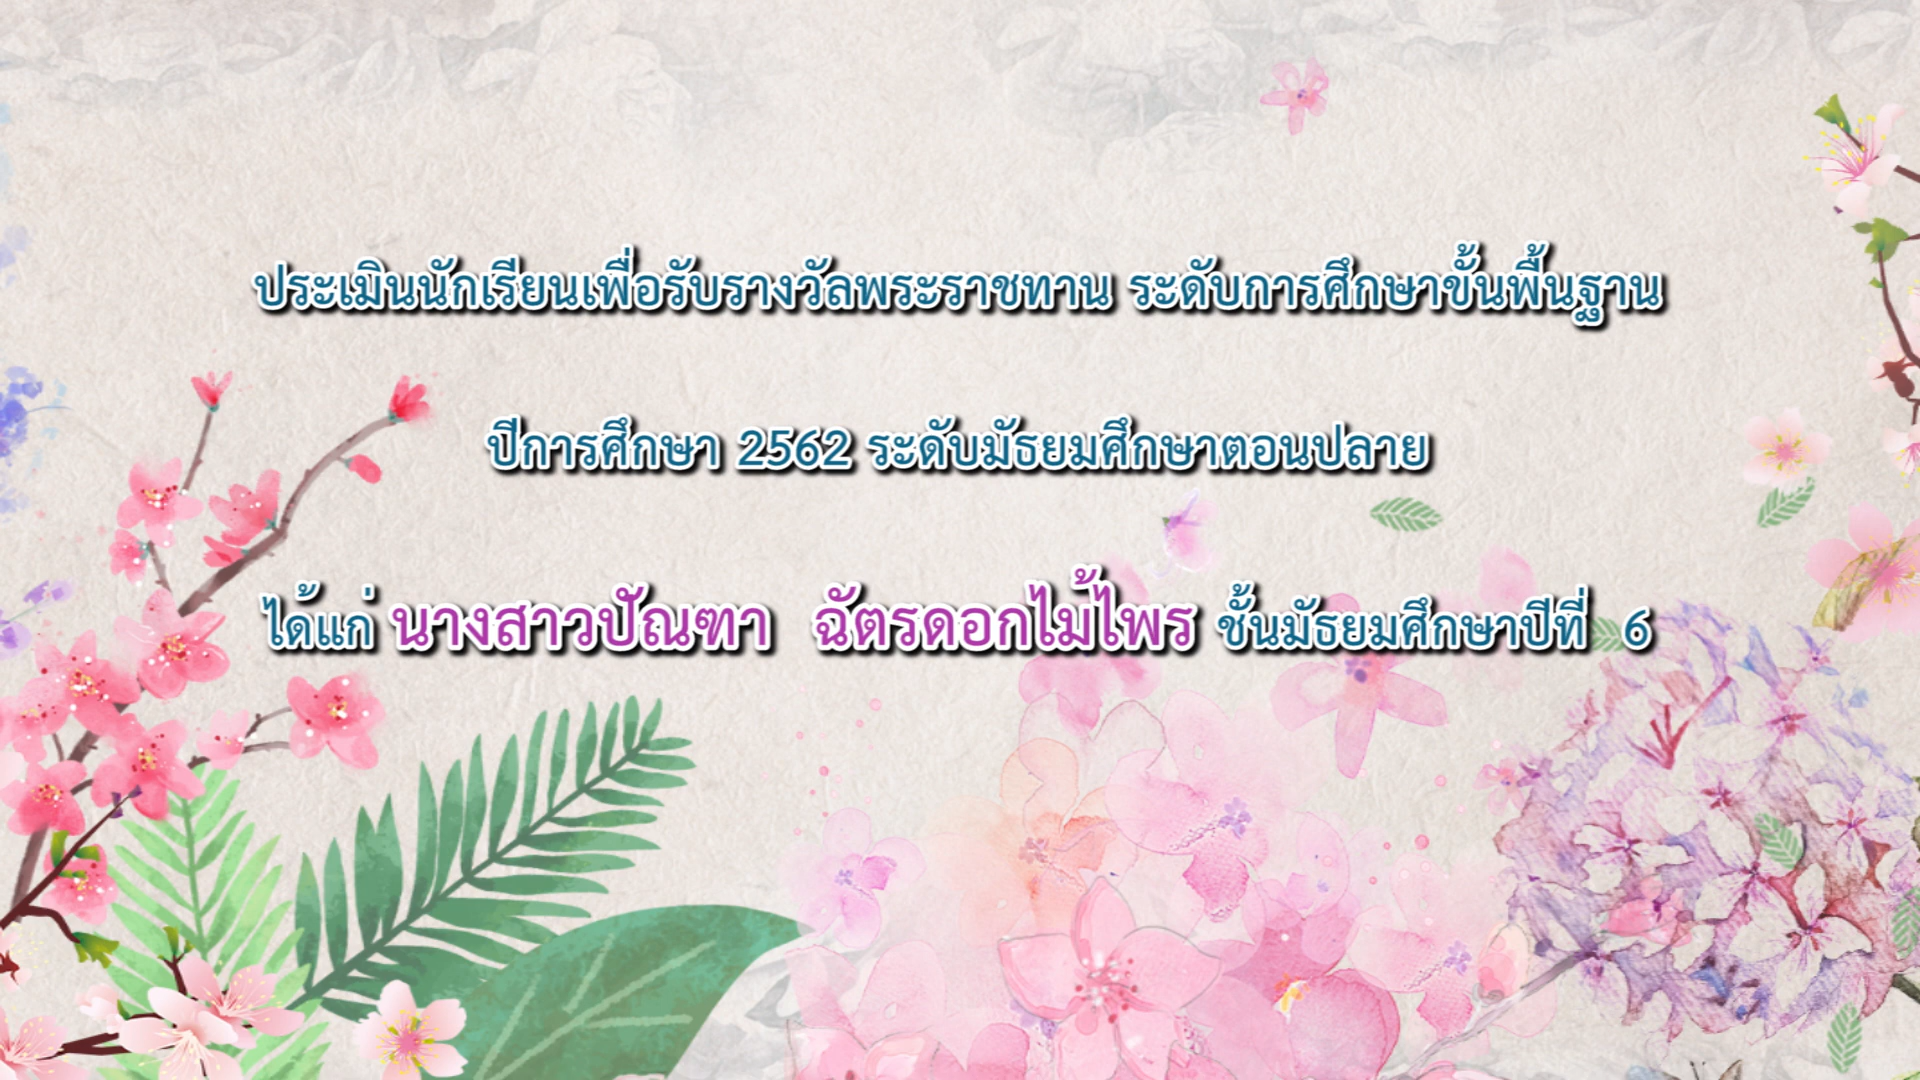 ประเมินนักเรียนเพื่อรับรางวัลพระราชทาน ระดับการศึกษาขั้นพื้นฐาน
ปีการศึกษา 2562 ระดับมัธยมศึกษาตอนปลาย
ได้แก่ นางสาวปัณฑา ฉัตรดอกไม้ไพร ชั้นมัธยมศึกษาปีที่ 6